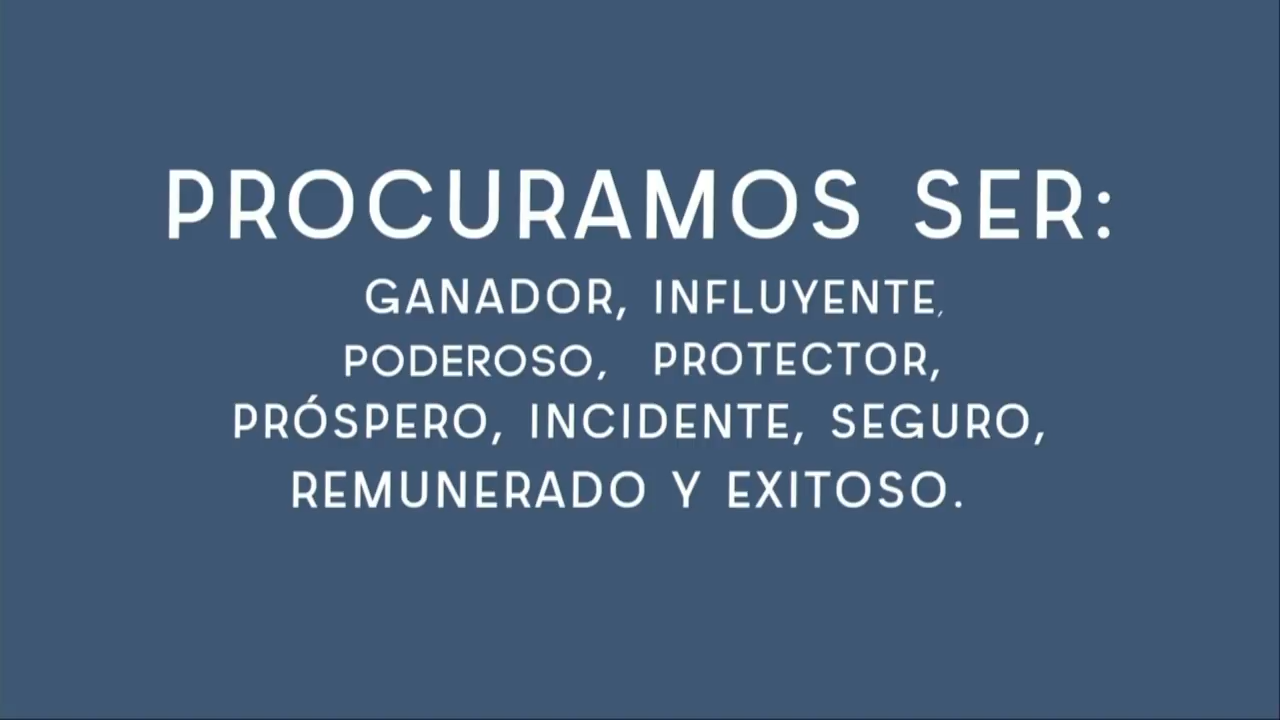 PROCURAMOS SER:
GANADOR, INFLUYENTE,
PODEROSO, PROTECTOR,
PRÓSPERO, INCIDENTE, SEGURO,
REMUNERADO Y EXITOSO.